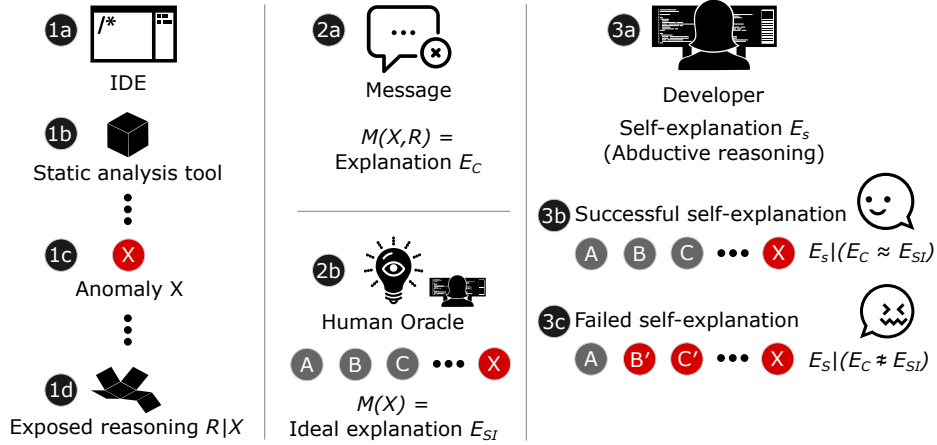 1a
/*
IDE
1b
Static analysis tool
1c
X
Anomaly X
1d
Exposed reasoning R|X
2a
Message
M(X,R) =
Explanation E_C
2b
Human Oracle
A B C ••• X
M(X) =
Ideal explanation E_SI
3a
Developer
Self-explanation E_s
(Abductive reasoning)
3b Successful self-explanation
A B C ••• X E_s|(E_C ≈ E_SI)
3c Failed self-explanation
A B′ C′ ••• X E_S|(E_C ≉ E_SI)